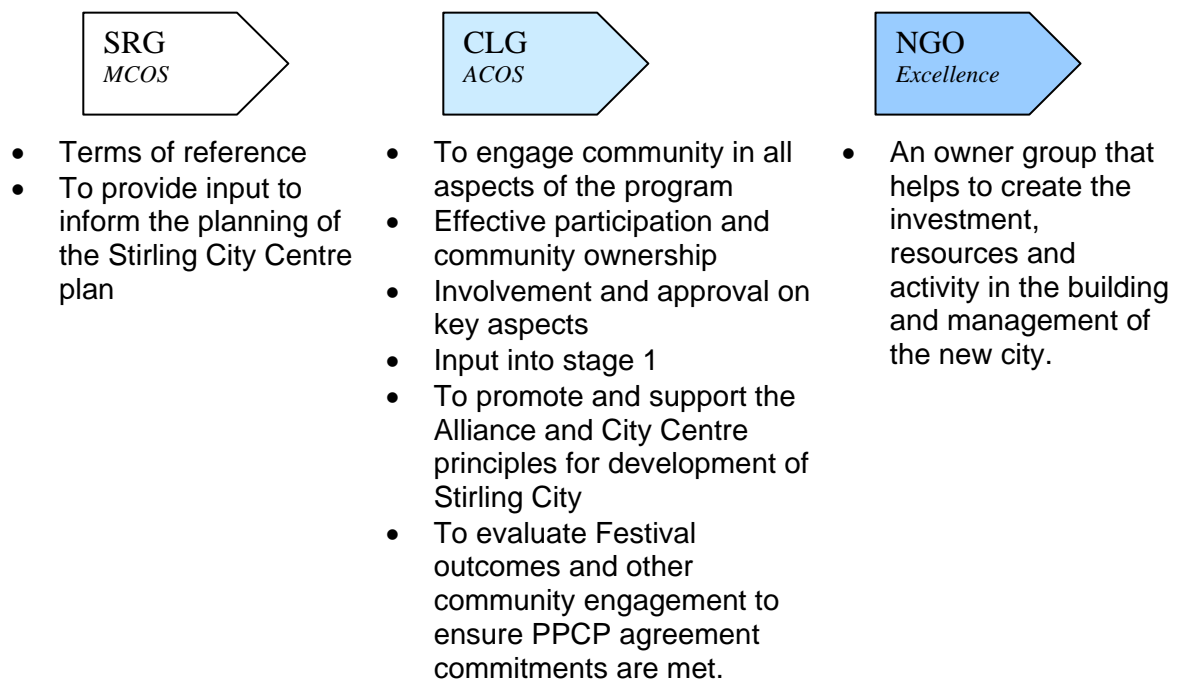 SRG
MCOS
• Terms of reference
• To provide input to
inform the planning of
the Stirling City Centre
plan
CLG
ACOS
• To engage community in all
aspects of the program
• Effective participation and
community ownership
• Involvement and approval on
key aspects
• Input into stage 1
• To promote and support the
Alliance and City Centre
principles for development of
Stirling City
• To evaluate Festival
outcomes and other
community engagement to
ensure PPCP agreement
commitments are met.
NGO
Excellence
• An owner group that
helps to create the
investment,
resources and
activity in the building
and management of
the new city.